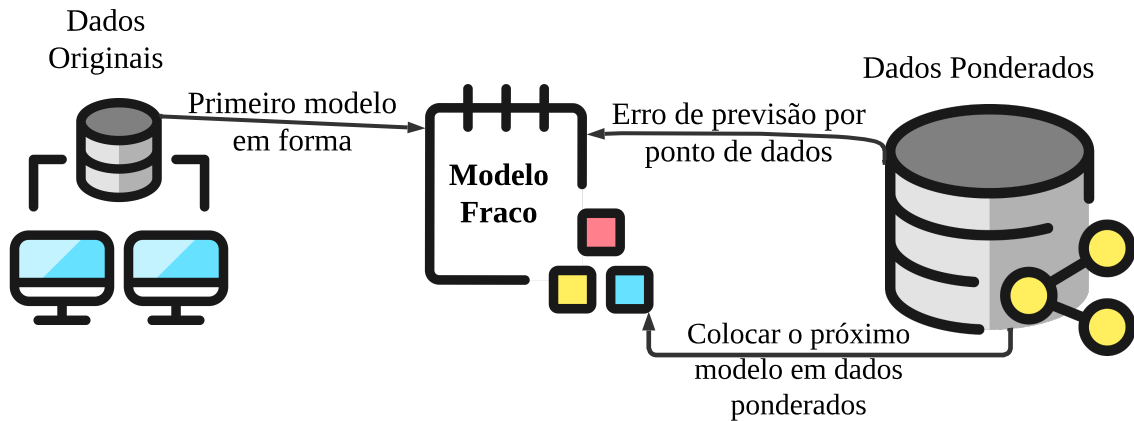 Dados
Originais
Primeiro modelo
em forma
Modelo
Fraco
Dados Ponderados
Erro de previsão por
ponto de dados
Colocar o próximo
modelo em dados
ponderados